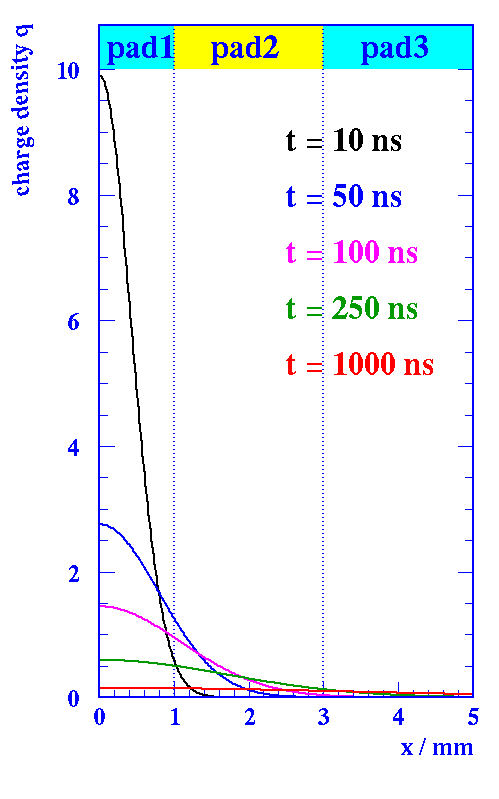 charge density q
pad1 pad2 pad3
10
8
6
4
2
0
t = 10 ns
t = 50 ns
t = 100 ns
t = 250 ns
t = 1000 ns
0 1 2 3 4 5
x / mm